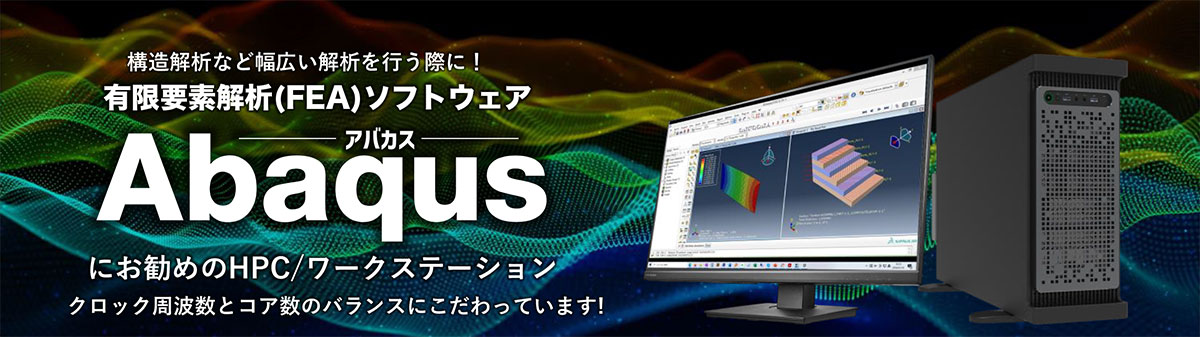 構造解析など幅広い解析を行う際に！
有限要素解析(FEA)ソフトウェア
アバカス
Abaqus
にお勧めのHPC/ワークステーション
クロック周波数とコア数のバランスにこだわっています!